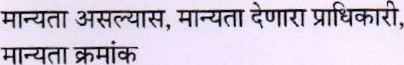 मान्यता असल्यास, मान्यता देणारा प्राधिकारी,
मान्यता क्रमांक